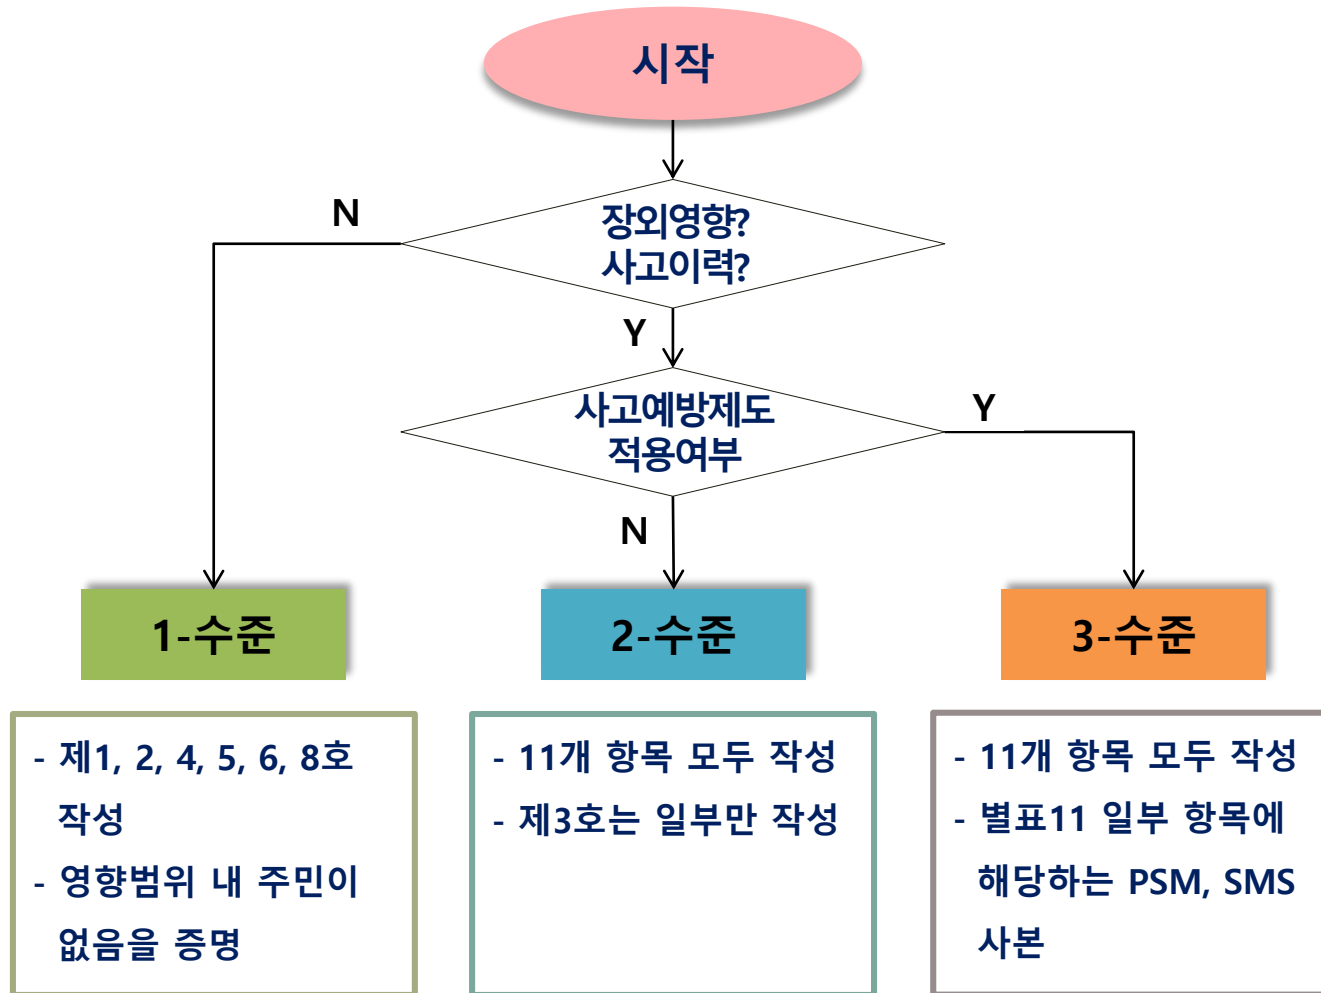 시작
N
장외영향?
사고이력?
Y
사고예방제도
적용여부
Y
N
1-수준
2-수준
3-수준
- 제1, 2, 4, 5, 6, 8호
작성
- 영향범위 내 주민이
없음을 증명
- 11개 항목 모두 작성
- 제3호는 일부만 작성
- 11개 항목 모두 작성
- 별표11 일부 항목에
해당하는 PSM, SMS
사본